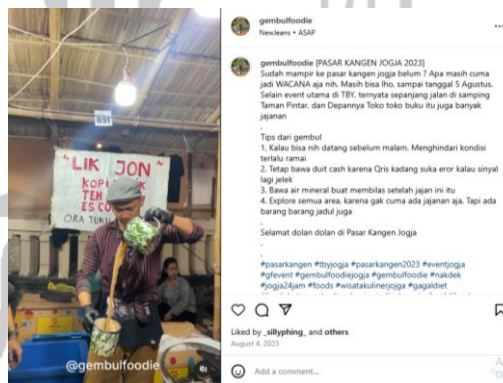 031
"LIK JON"
KOPI
TEH
ES CO
ORA TUKU
@gembulfoodie
gembulfoodie
NewJeans • ASAP
gembulfoodie [PASAR KANGEN JOGJA 2023]
Sudah mampir ke pasar kangen jogja belum ? Apa masih cuma
jadi WACANA aja nih. Masih bisa lho, sampai tanggal 5 Agustus.
Selain event utama di TBY, ternyata sepanjang jalan di samping
Taman Pintar, dan Depannya Toko toko buku itu juga banyak
jajanan
.
Tips dari gembul
1. Kalau bisa nih datang sebelum malam. Menghindari kondisi
terlalu ramai
2. Tetap bawa duit cash karena Qris kadang suka eror kalau sinyal
lagi jelek
3. Bawa air mineral buat membilas setelah jajan ini itu
4. Explore semua area. karena gak cuma ada jajanan aja. Tapi ada
barang barang jadul juga
.
Selamat dolan dolan di Pasar Kangen Jogja
.
.
#pasarkangen #tbyjogja #pasarkangen2023 #eventjogja
#gfevent #gembulfoodiejogja #gembulfoodie #nakdek
#jogja24jam #foods #wisatakulinerjogja #gagaldiet
Liked by _sillyphing_ and others
August 4, 2023
Add a comment...